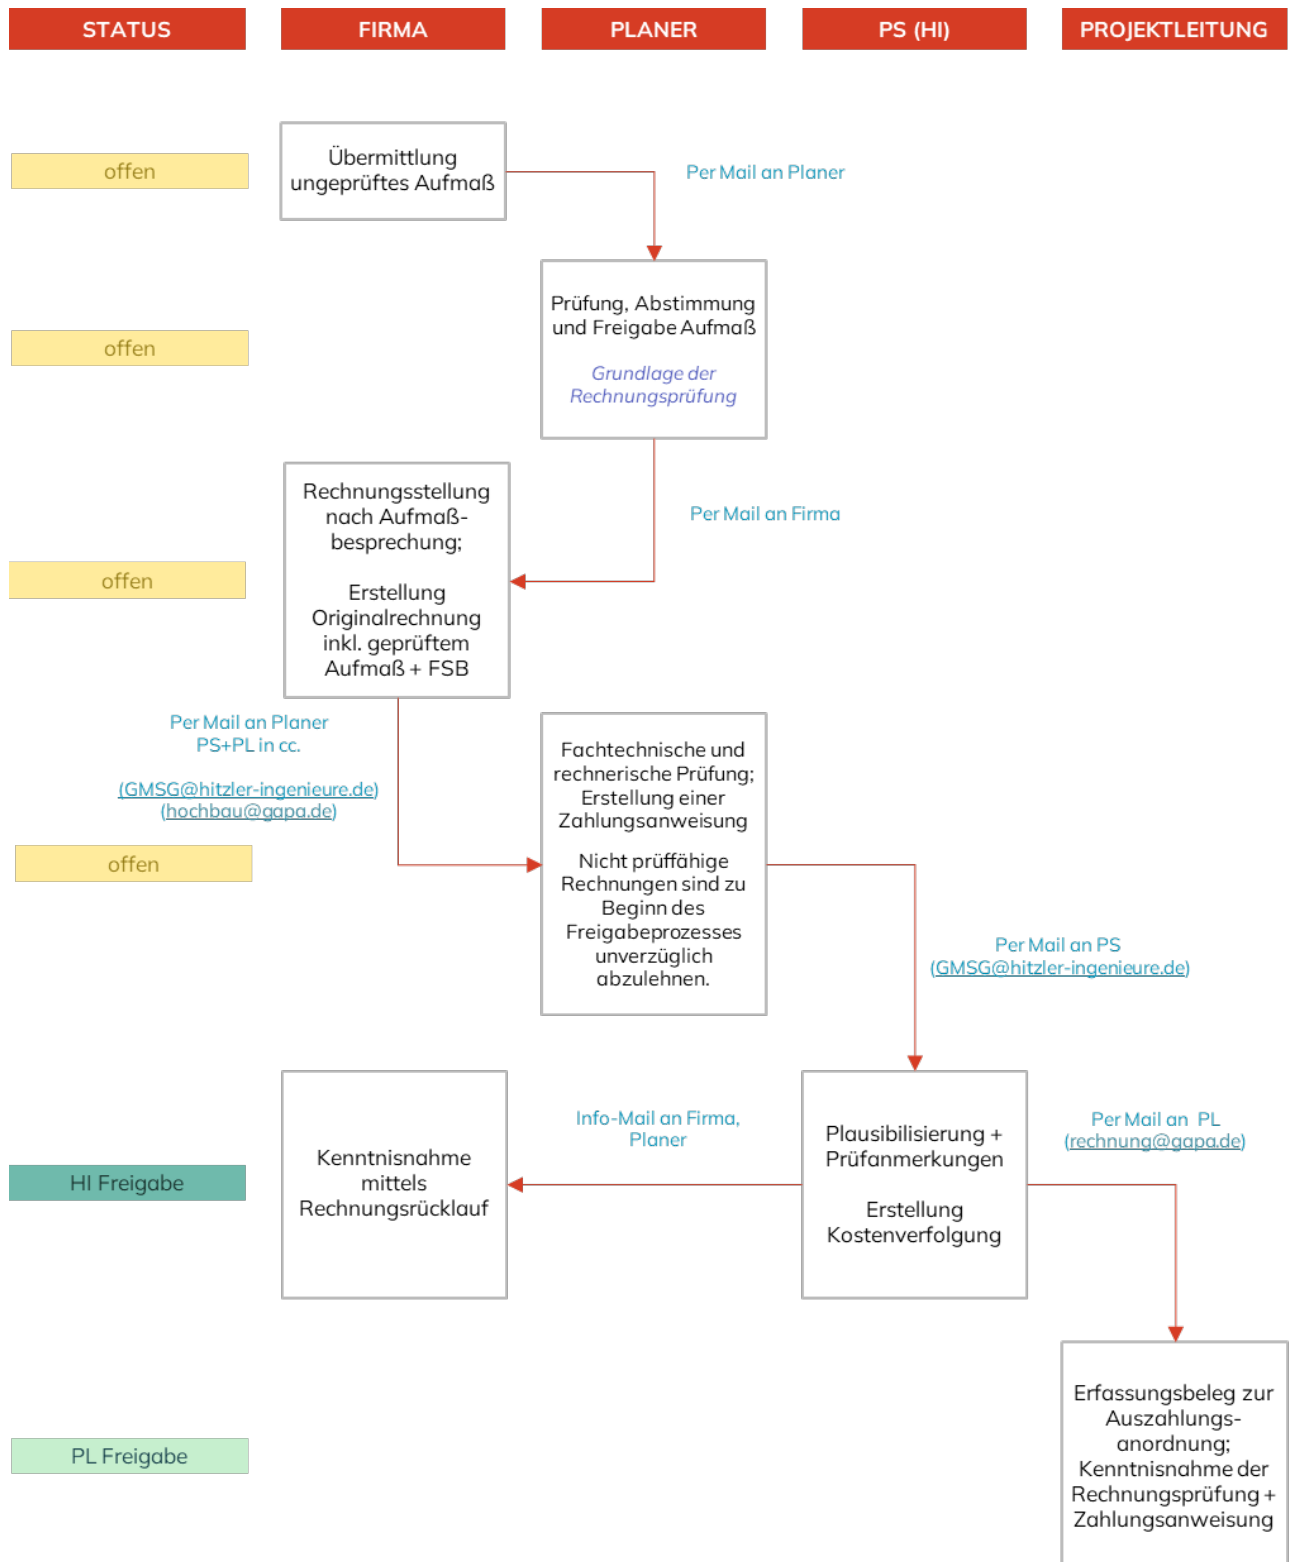 STATUS
FIRMA
PLANER
PS (HI)
PROJEKTLEITUNG
offen
Übermittlung
ungeprüftes Aufmaß
Per Mail an Planer
offen
Prüfung, Abstimmung
und Freigabe Aufmaß
Grundlage der
Rechnungsprüfung
offen
Rechnungsstellung
nach Aufmaß-
besprechung;
Erstellung
Originalrechnung
inkl. geprüftem
Aufmaß + FSB
Per Mail an Firma
Per Mail an Planer
PS+PL in cc.
(GMSG@hitzler-ingenieure.de)
(hochbau@gapa.de)
offen
Fachtechnische und
rechnerische Prüfung;
Erstellung einer
Zahlungsanweisung
Nicht prüffähige
Rechnungen sind zu
Beginn des
Freigabeprozesses
unverzüglich
abzulehnen.
Per Mail an PS
(GMSG@hitzler-ingenieure.de)
HI Freigabe
Kenntnisnahme
mittels
Rechnungsrücklauf
Info-Mail an Firma,
Planer
Plausibilisierung +
Prüfanmerkungen
Erstellung
Kostenverfolgung
Per Mail an PL
(rechnung@gapa.de)
PL Freigabe
Erfassungsbeleg zur
Auszahlungs-
anordnung;
Kenntnisnahme der
Rechnungsprüfung +
Zahlungsanweisung